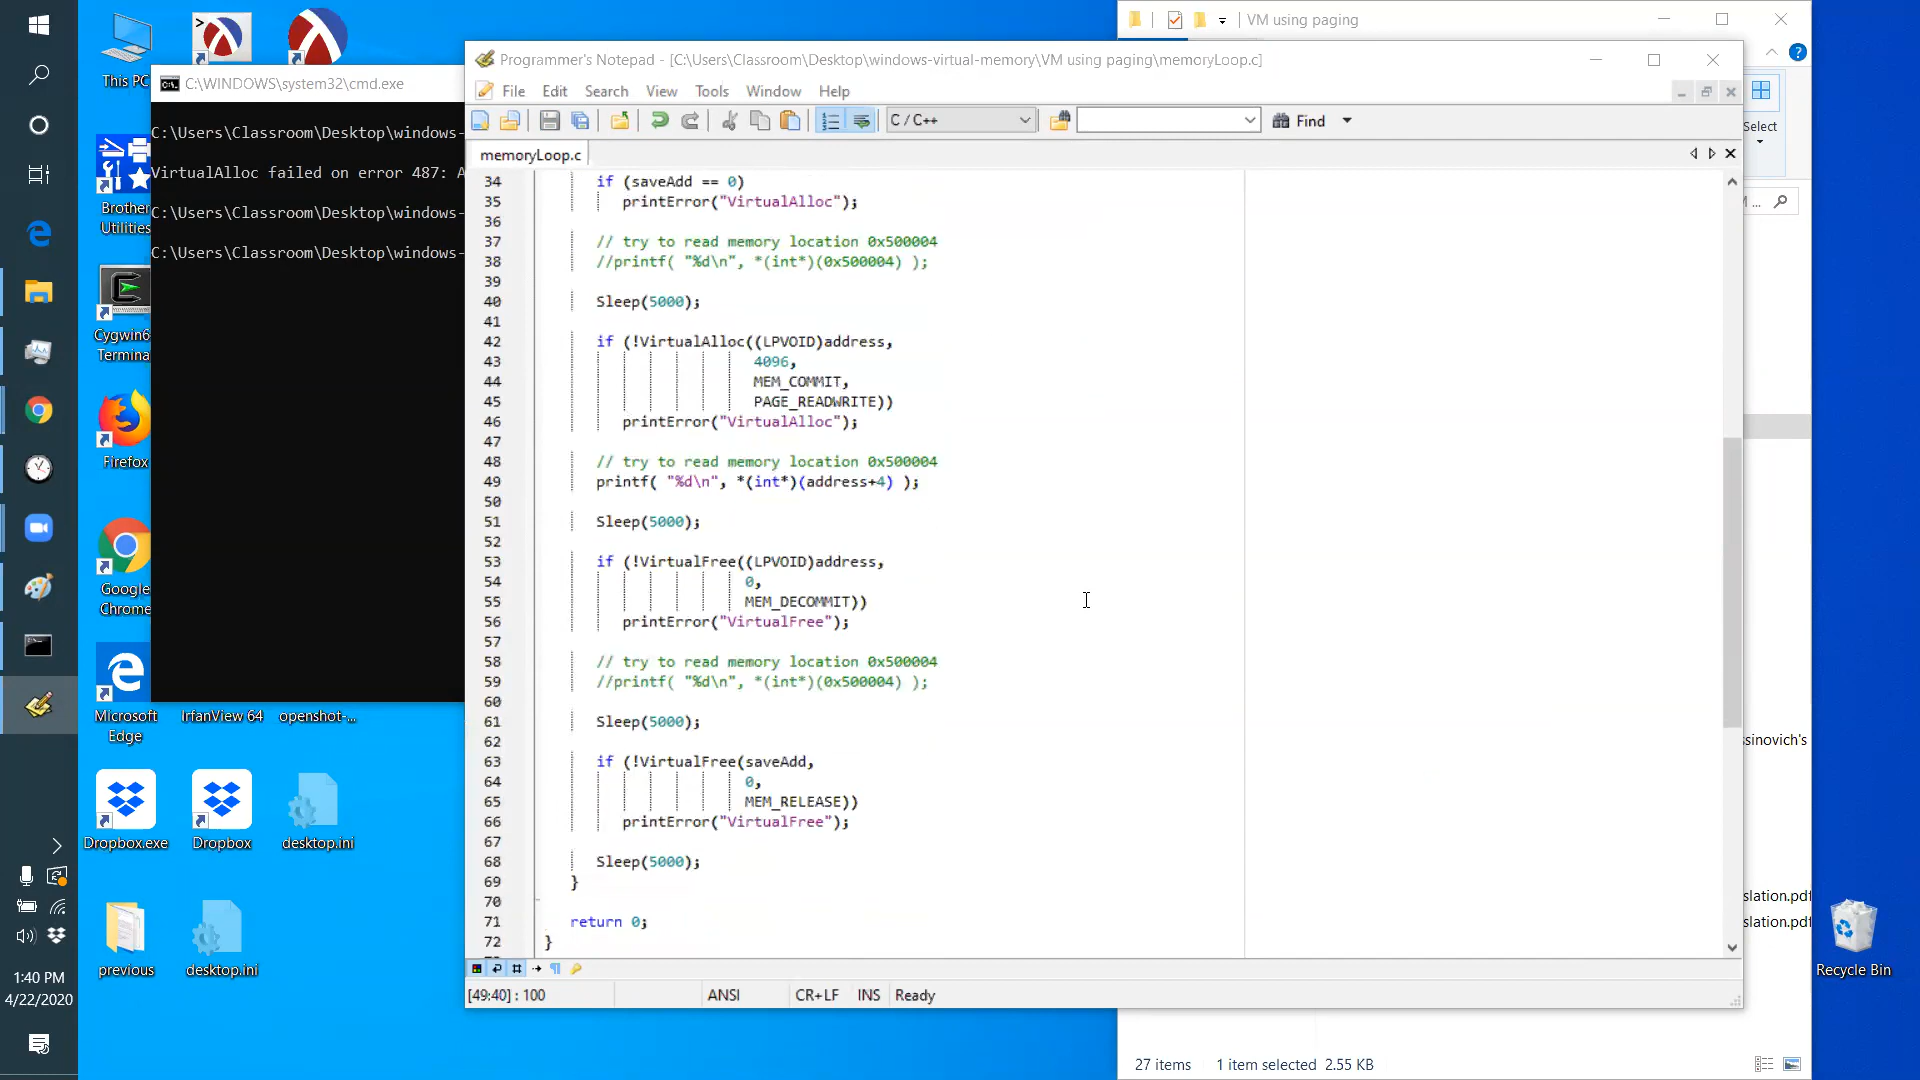 VM using paging
Programmer's Notepad - [C:\Users\Classroom\Desktop\windows-virtual-memory\VM using paging\memoryLoop.c]
File Edit Search View Tools Window Help
C / C++
Find
memoryLoop.c
34 if (saveAdd == 0)
35 printError("VirtualAlloc");
36
37 // try to read memory location 0x500004
38 //printf( "%d\n", *(int*)(0x500004) );
39
40 Sleep(5000);
41
42 if (!VirtualAlloc((LPVOID)address,
43 4096,
44 MEM_COMMIT,
45 PAGE_READWRITE))
46 printError("VirtualAlloc");
47
48 // try to read memory location 0x500004
49 printf( "%d\n", *(int*)(address+4) );
50
51 Sleep(5000);
52
53 if (!VirtualFree((LPVOID)address,
54 0,
55 MEM_DECOMMIT))
56 printError("VirtualFree");
57
58 // try to read memory location 0x500004
59 //printf( "%d\n", *(int*)(0x500004) );
60
61 Sleep(5000);
62
63 if (!VirtualFree(saveAdd,
64 0,
65 MEM_RELEASE))
66 printError("VirtualFree");
67
68 Sleep(5000);
69 }
70
71 return 0;
72 }
[49:40] : 100
ANSI
CR+LF
INS
Ready
C:\WINDOWS\system32\cmd.exe
C:\Users\Classroom\Desktop\windows-
VirtualAlloc failed on error 487: A
C:\Users\Classroom\Desktop\windows-
C:\Users\Classroom\Desktop\windows-
This PC
Brother
Utilities
Cygwin6
Terminal
Firefox
Google
Chrome
Microsoft
Edge
IrfanView 64
openshot-...
Dropbox.exe
Dropbox
desktop.ini
previous
desktop.ini
Select
ssinovich's
slation.pdf
slation.pdf
Recycle Bin
27 items
1 item selected 2.55 KB
1:40 PM
4/22/2020